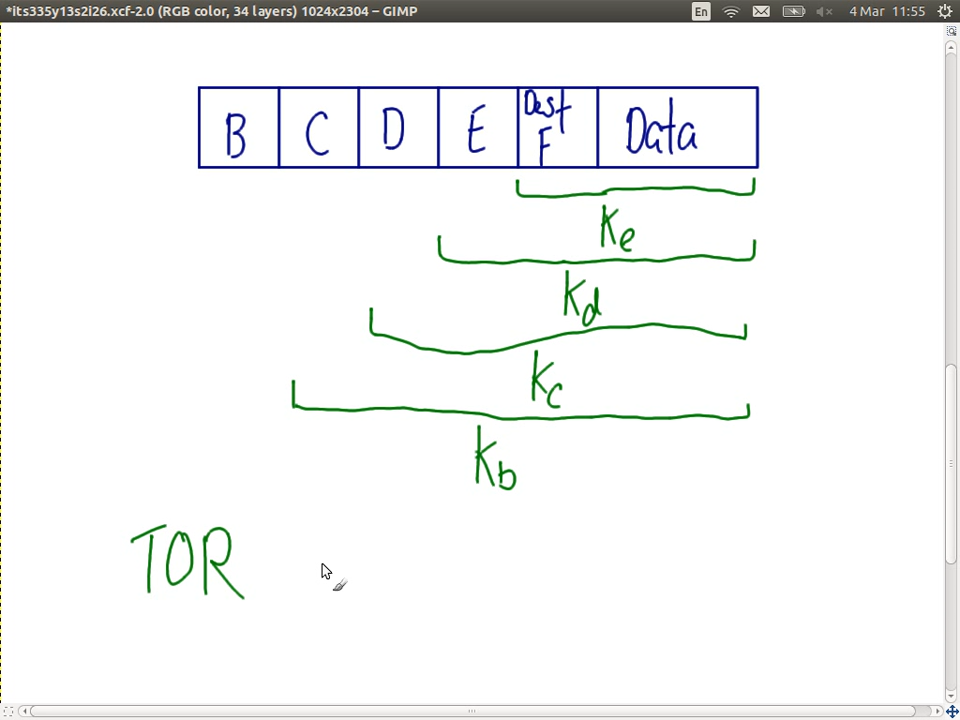 *its335y13s2i26.xcf-2.0 (RGB color, 34 layers) 1024x2304 – GIMP
En
4 Mar 11:55
B C D E Dest F Data
Ke
Kd
Kc
Kb
TOR